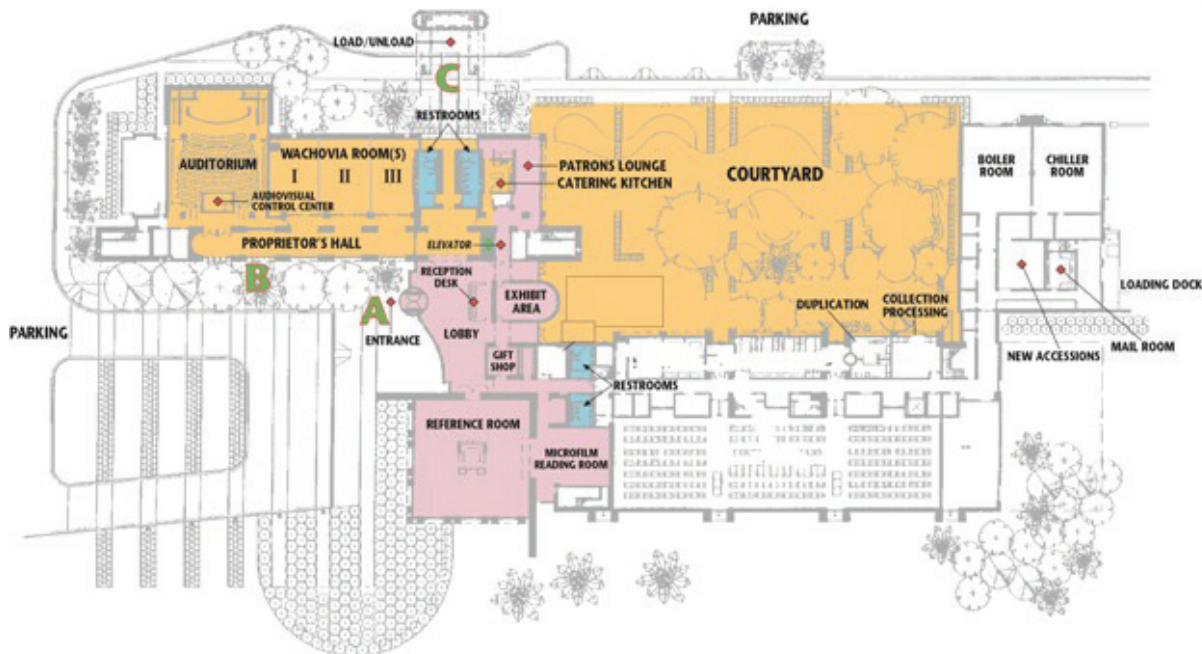 PARKING
LOAD/UNLOAD
C
RESTROOMS
AUDITORIUM
WACHOVIA ROOM(S)
I
II
III
AUDIOVISUAL
CONTROL CENTER
PATRONS LOUNGE
CATERING KITCHEN
COURTYARD
BOILER
ROOM
CHILLER
ROOM
PROPRIETOR'S HALL
ELEVATOR
B
RECEPTION
DESK
EXHIBIT
AREA
A
ENTRANCE
LOBBY
GIFT
SHOP
DUPLICATION
COLLECTION
PROCESSING
LOADING DOCK
MAIL ROOM
NEW ACCESSIONS
PARKING
RESTROOMS
REFERENCE ROOM
MICROFILM
READING ROOM